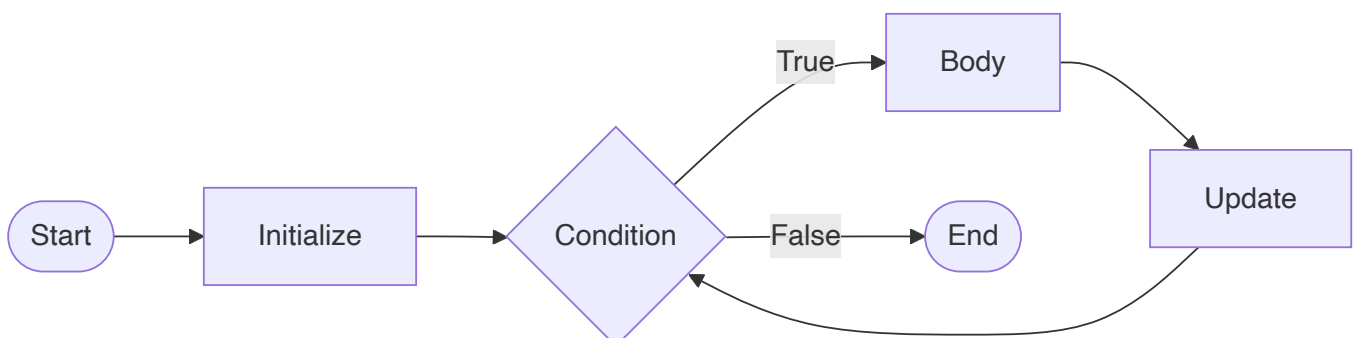 Start
Initialize
Condition
True
Body
Update
False
End